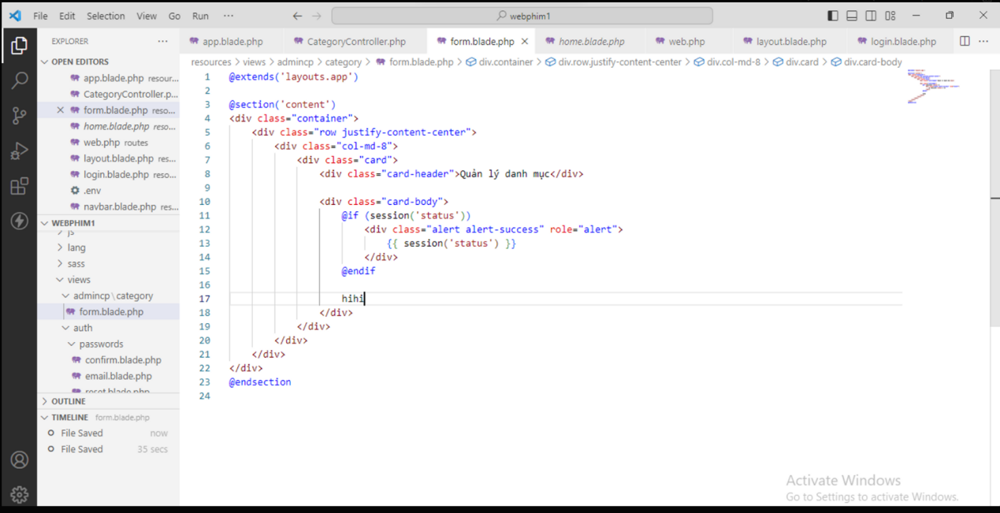 File Edit Selection View Go Run ··· webphim1
EXPLORER ···
OPEN EDITORS
app.blade.php resour...
CategoryController.p...
form.blade.php reso...
home.blade.php reso...
web.php routes
layout.blade.php res...
login.blade.php reso...
.env
navbar.blade.php res...
WEBPHIM1
js
lang
sass
views
admincp\category
form.blade.php
auth
passwords
confirm.blade.php
email.blade.php
reset.blade.php
OUTLINE
TIMELINE form.blade.php
File Saved now
File Saved 35 secs
app.blade.php CategoryController.php form.blade.php home.blade.php web.php layout.blade.php login.blade.php ···
resources > views > admincp > category > form.blade.php > div.container > div.row.justify-content-center > div.col-md-8 > div.card > div.card-body
1 @extends('layouts.app')
2
3 @section('content')
4 <div class="container">
5 <div class="row justify-content-center">
6 <div class="col-md-8">
7 <div class="card">
8 <div class="card-header">Quản lý danh mục</div>
9
10 <div class="card-body">
11 @if (session('status'))
12 <div class="alert alert-success" role="alert">
13 {{ session('status') }}
14 </div>
15 @endif
16
17 hihi
18 </div>
19 </div>
20 </div>
21 </div>
22 </div>
23 @endsection
24
Activate Windows
Go to Settings to activate Windows.